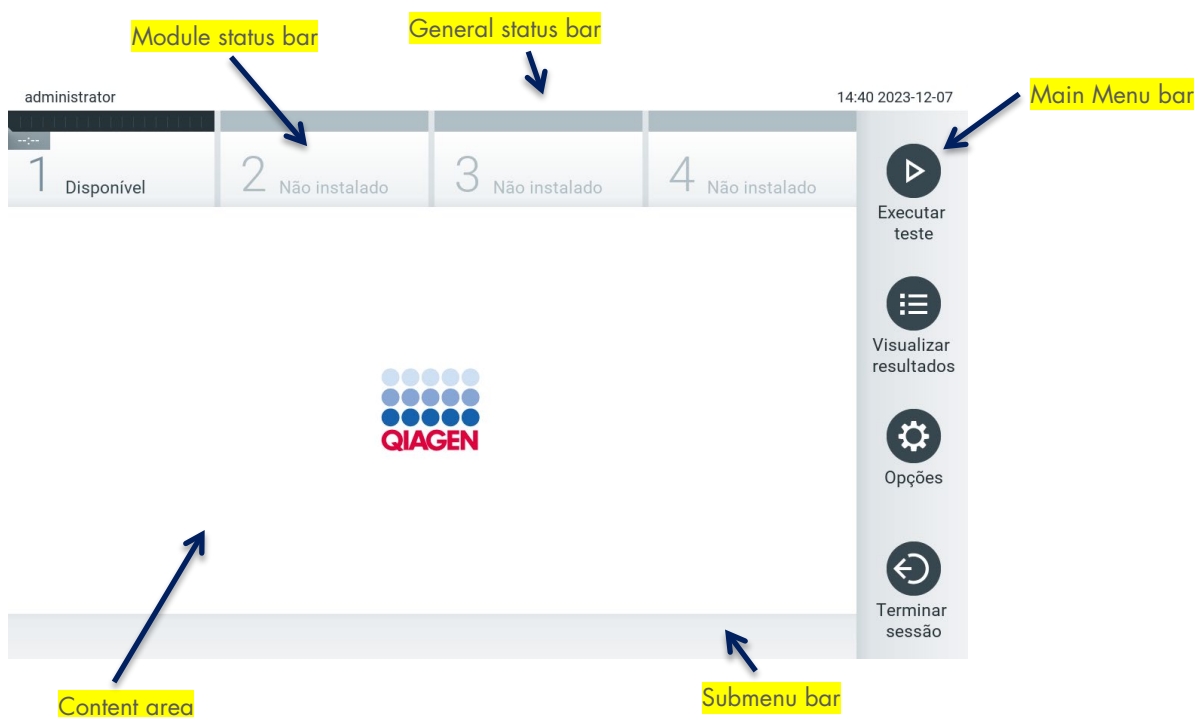 Module status bar
General status bar
administrator
14:40 2023-12-07
Main Menu bar
--:--
1 Disponível
2 Não instalado
3 Não instalado
4 Não instalado
Executar
teste
Visualizar
resultados
QIAGEN
Opções
Terminar
sessão
Content area
Submenu bar